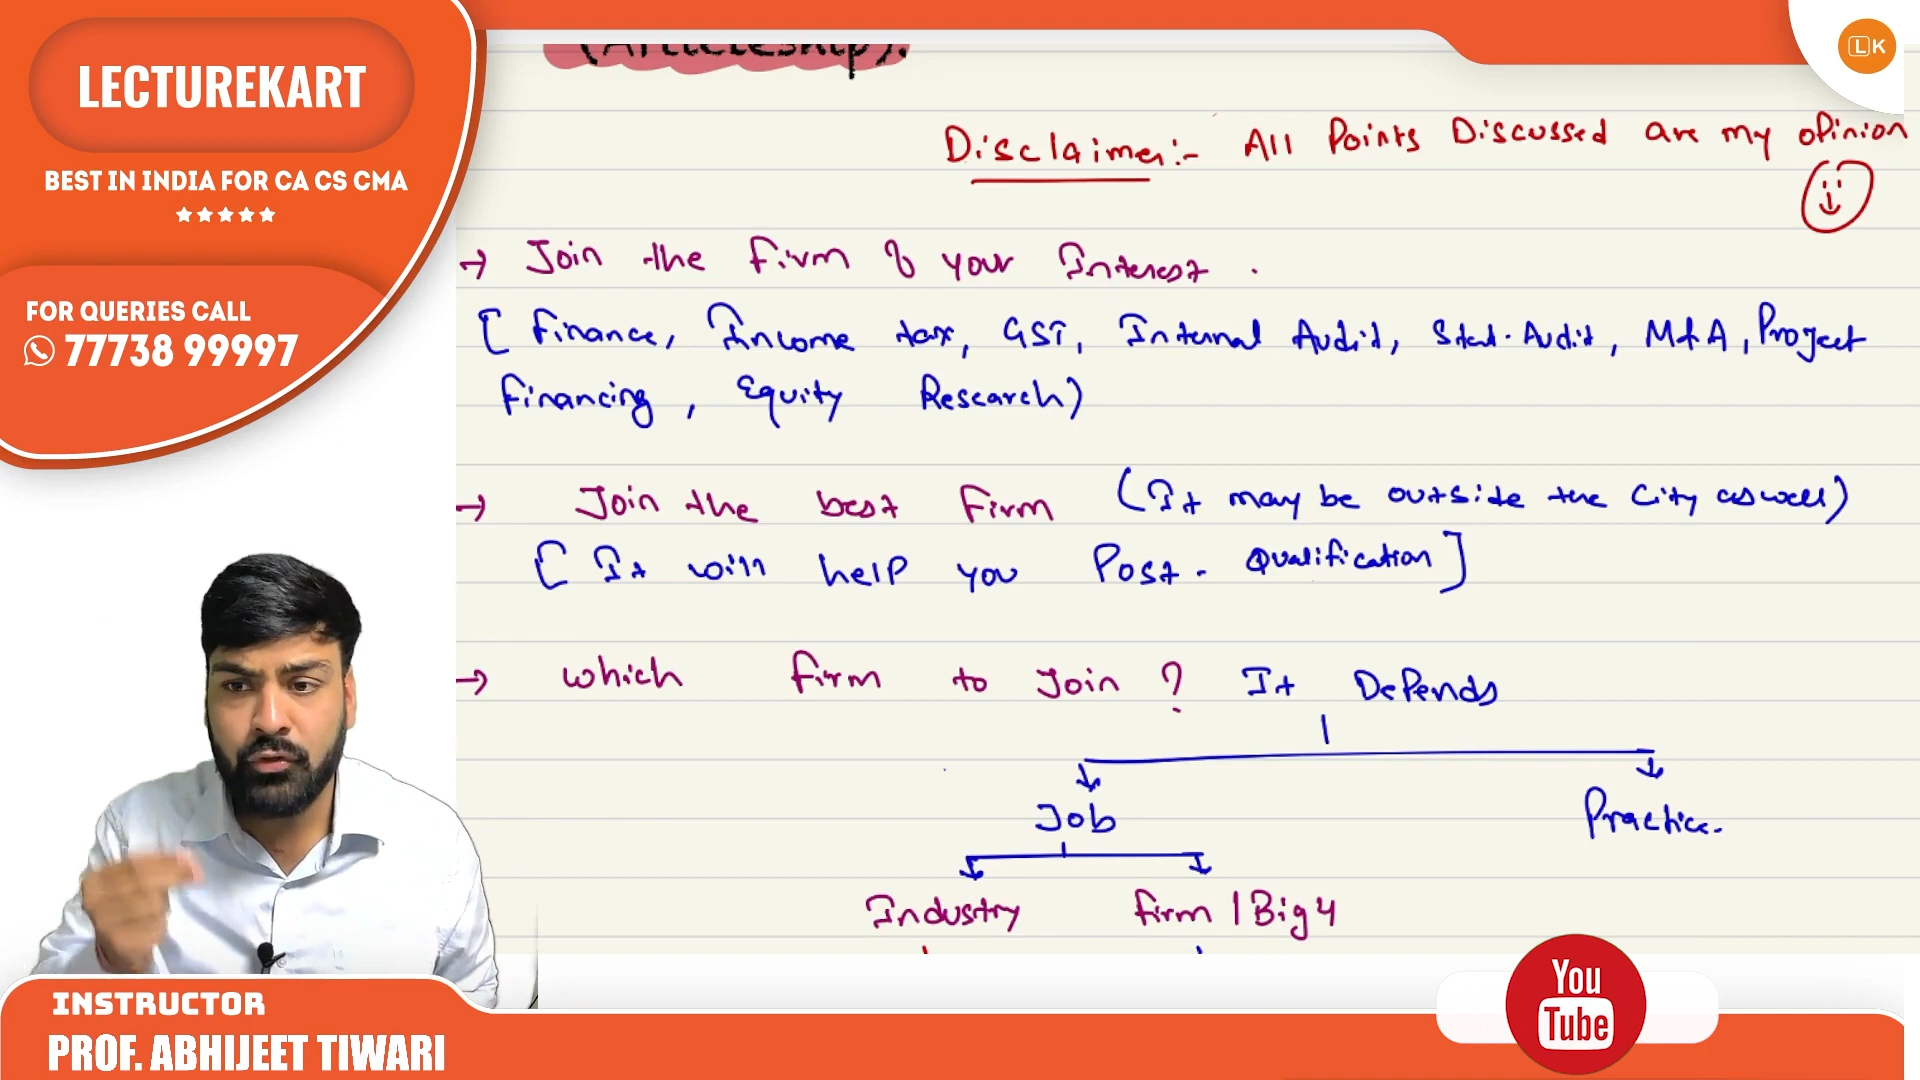 LECTUREKART
BEST IN INDIA FOR CA CS CMA
FOR QUERIES CALL
77738 99997
LK
(Articleship).
Disclaimer:- All Points Discussed are my opinion
→ Join the firm of your Interest.
[Finance, Income tax, GST, Internal Audit, Stat. Audit, M&A, Project
Financing, Equity Research)
→ Join the best firm (It may be outside the City aswell)
[It will help you Post-Qualification]
→ which firm to Join? It Depends
Job
Practice.
Industry
firm | Big 4
INSTRUCTOR
PROF. ABHIJEET TIWARI
You
Tube